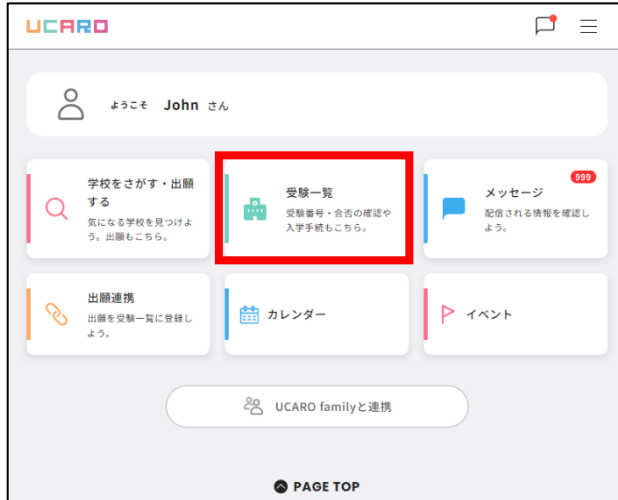 UCARO
ようこそ John さん
学校をさがす・出願
する
気になる学校を見つけよ
う。出願もこちら。
受験一覧
受験番号・合否の確認や
入学手続もこちら。
999
メッセージ
配信される情報を確認し
よう。
出願連携
出願を受験一覧に登録し
よう。
カレンダー
イベント
UCARO familyと連携
PAGE TOP